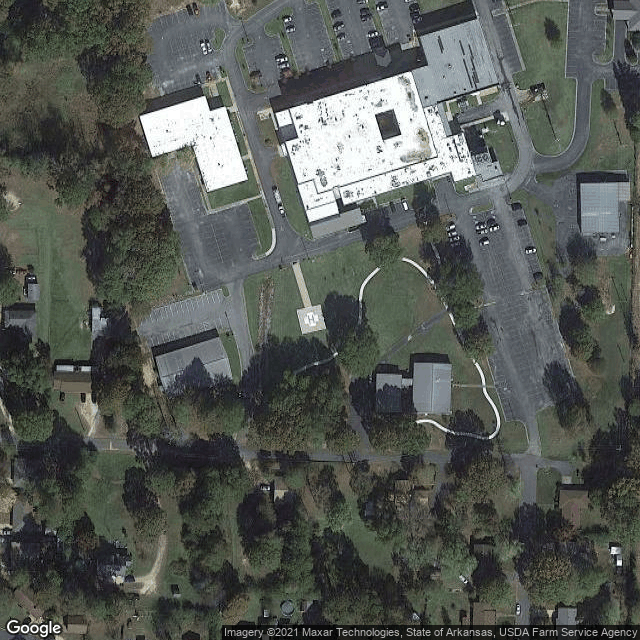 H
Google
Imagery ©2021 Maxar Technologies, State of Arkansas, USDA Farm Service Agency